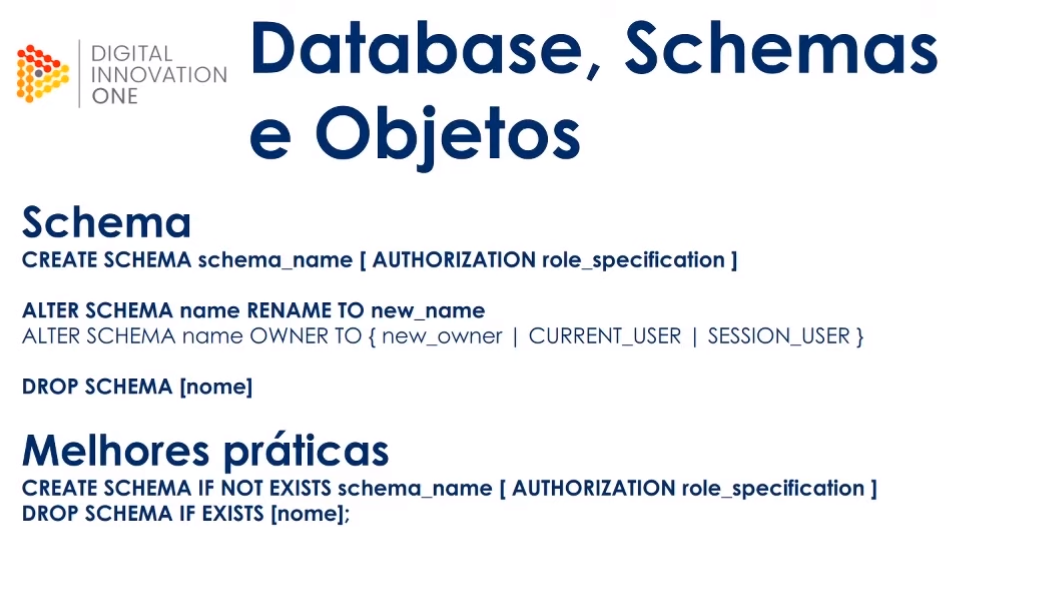 DIGITAL
INNOVATION
ONE
Database, Schemas
e Objetos
Schema
CREATE SCHEMA schema_name [ AUTHORIZATION role_specification ]
ALTER SCHEMA name RENAME TO new_name
ALTER SCHEMA name OWNER TO { new_owner | CURRENT_USER | SESSION_USER }
DROP SCHEMA [nome]
Melhores práticas
CREATE SCHEMA IF NOT EXISTS schema_name [ AUTHORIZATION role_specification ]
DROP SCHEMA IF EXISTS [nome];